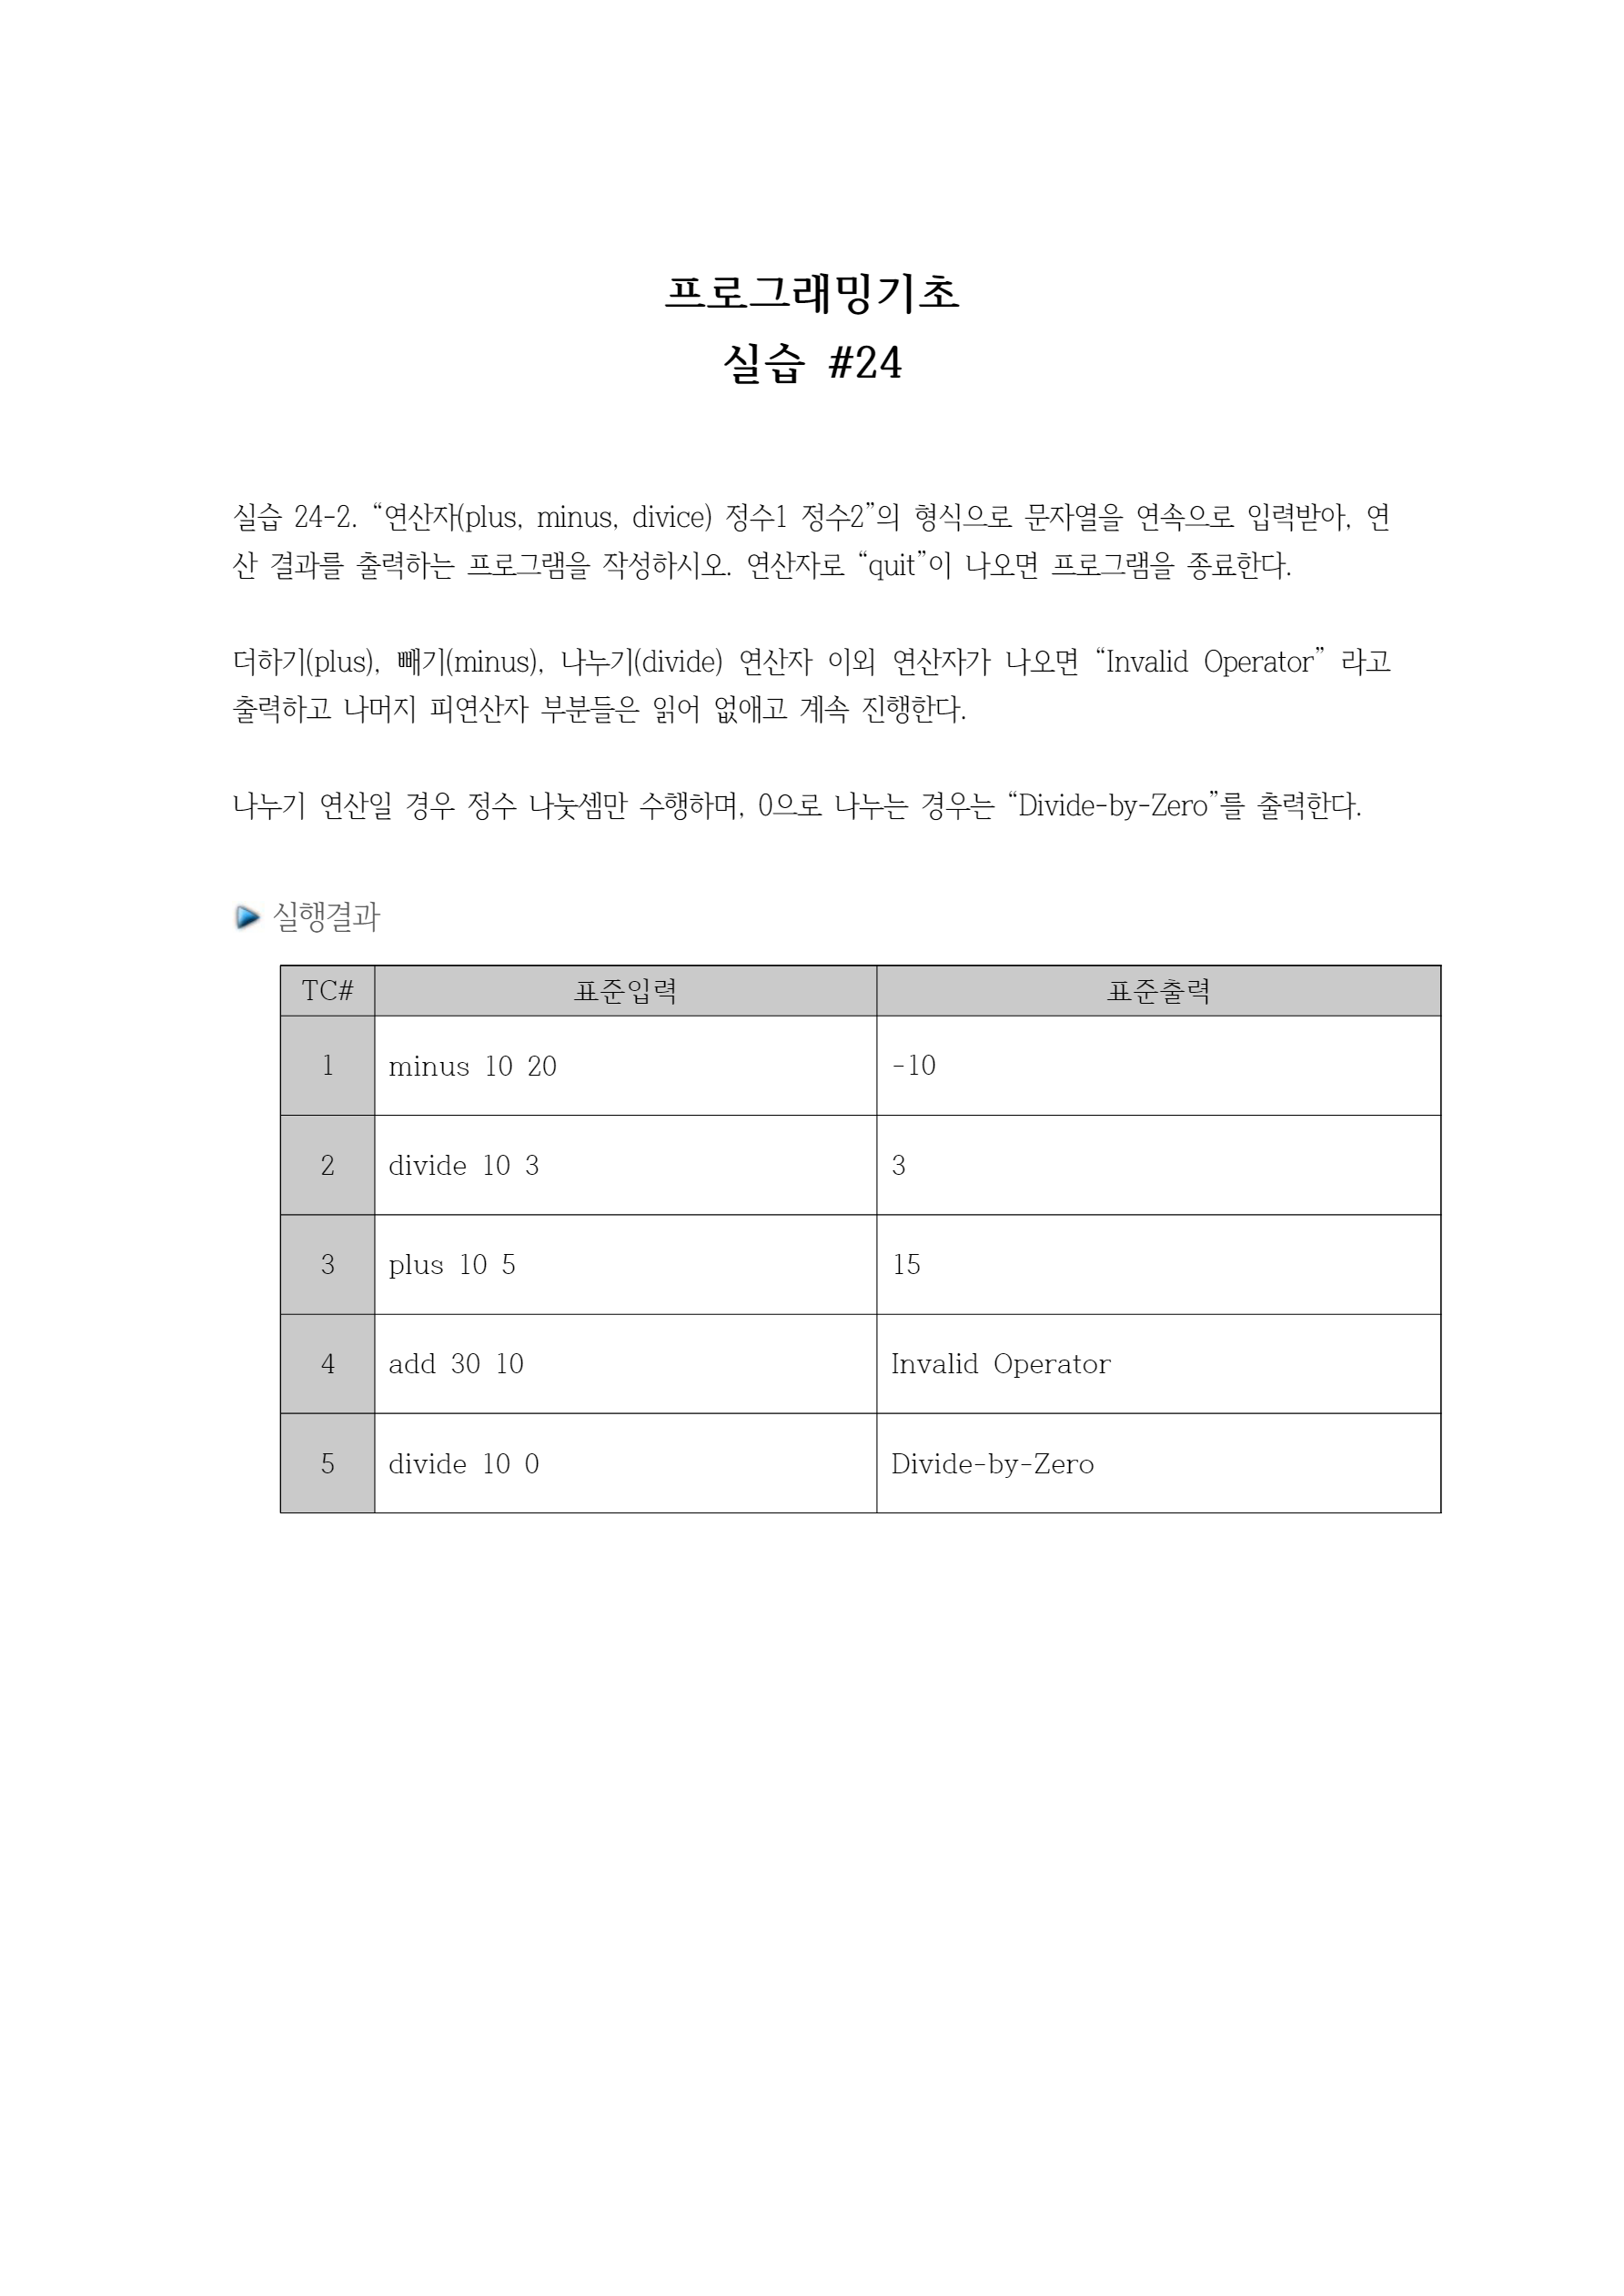 프로그래밍기초
실습 #24
실습 24-2. “연산자(plus, minus, divice) 정수1 정수2”의 형식으로 문자열을 연속으로 입력받아, 연
산 결과를 출력하는 프로그램을 작성하시오. 연산자로 “quit”이 나오면 프로그램을 종료한다.
더하기(plus), 빼기(minus), 나누기(divide) 연산자 이외 연산자가 나오면 “Invalid Operator” 라고
출력하고 나머지 피연산자 부분들은 읽어 없애고 계속 진행한다.
나누기 연산일 경우 정수 나눗셈만 수행하며, 0으로 나누는 경우는 “Divide-by-Zero”를 출력한다.
실행결과
TC# 표준입력 표준출력
1 minus 10 20 -10
2 divide 10 3 3
3 plus 10 5 15
4 add 30 10 Invalid Operator
5 divide 10 0 Divide-by-Zero